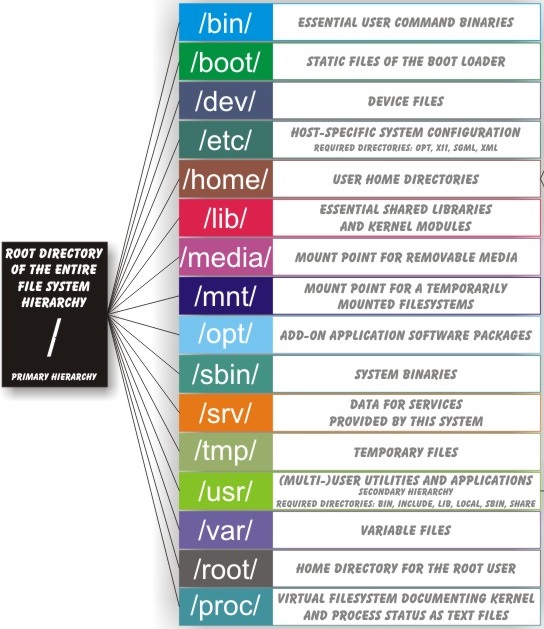 ROOT DIRECTORY
OF THE ENTIRE
FILE SYSTEM
HIERARCHY
/
PRIMARY HIERARCHY
/bin/
ESSENTIAL USER COMMAND BINARIES
/boot/
STATIC FILES OF THE BOOT LOADER
/dev/
DEVICE FILES
/etc/
HOST-SPECIFIC SYSTEM CONFIGURATION
REQUIRED DIRECTORIES: OPT, X11, SGML, XML
/home/
USER HOME DIRECTORIES
/lib/
ESSENTIAL SHARED LIBRARIES
AND KERNEL MODULES
/media/
MOUNT POINT FOR REMOVABLE MEDIA
/mnt/
MOUNT POINT FOR A TEMPORARILY
MOUNTED FILESYSTEMS
/opt/
ADD-ON APPLICATION SOFTWARE PACKAGES
/sbin/
SYSTEM BINARIES
/srv/
DATA FOR SERVICES
PROVIDED BY THIS SYSTEM
/tmp/
TEMPORARY FILES
/usr/
(MULTI-)USER UTILITIES AND APPLICATIONS
SECONDARY HIERARCHY
REQUIRED DIRECTORIES: BIN, INCLUDE, LIB, LOCAL, SBIN, SHARE
/var/
VARIABLE FILES
/root/
HOME DIRECTORY FOR THE ROOT USER
/proc/
VIRTUAL FILESYSTEM DOCUMENTING KERNEL
AND PROCESS STATUS AS TEXT FILES